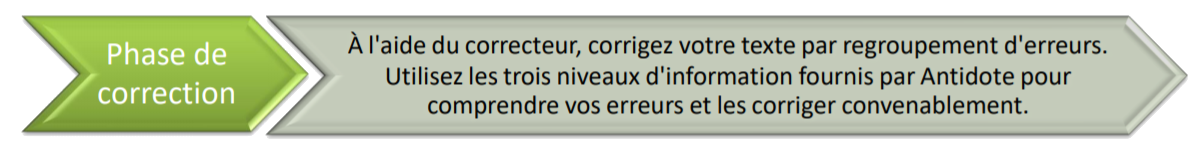 Phase de
correction
À l'aide du correcteur, corrigez votre texte par regroupement d'erreurs.
Utilisez les trois niveaux d'information fournis par Antidote pour
comprendre vos erreurs et les corriger convenablement.